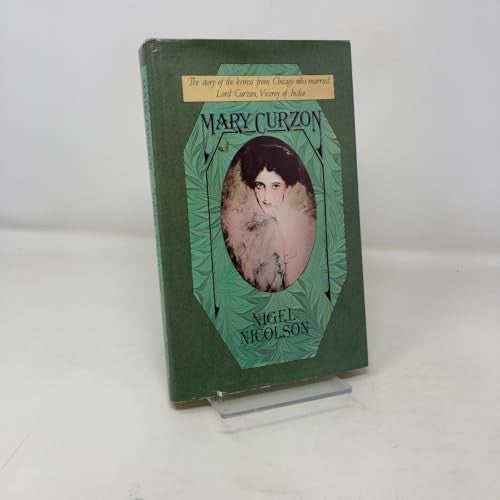 The story of the heiress from Chicago who married
Lord Curzon, Viceroy of India
MARY CURZON
NIGEL
NICOLSON